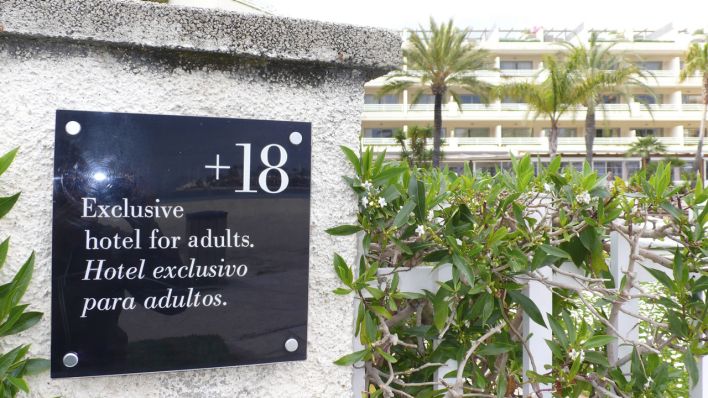 +18
Exclusive
hotel for adults.
Hotel exclusivo
para adultos.